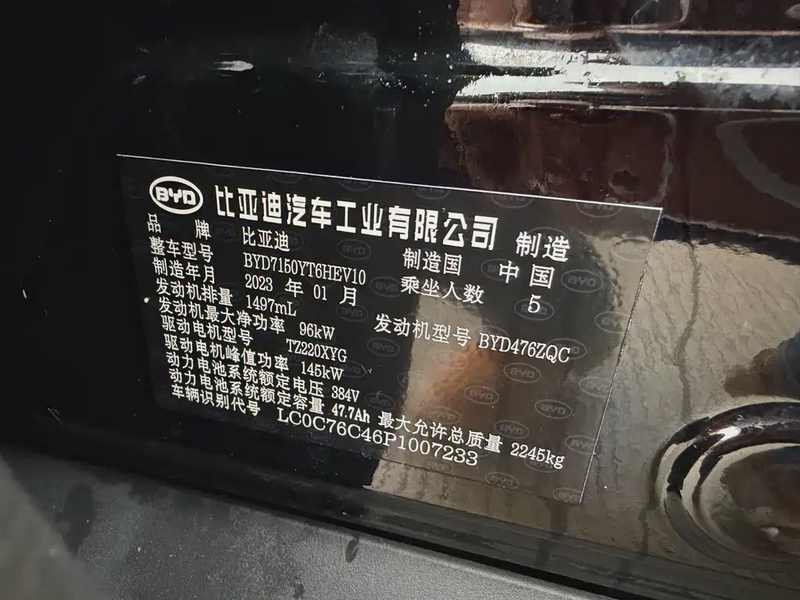 BYD 比亚迪汽车工业有限公司 制造
品牌 比亚迪 制造国 中国
整车型号 BYD7150YT6HEV10 乘坐人数 5
制造年月 2023 年 01 月
发动机排量 1497mL 发动机型号 BYD476ZQC
发动机最大净功率 96kW
驱动电机型号 TZ220XYG
驱动电机峰值功率 145kW
动力电池系统额定电压 384V
动力电池系统额定容量 47.7Ah 最大允许总质量 2245kg
车辆识别代号 LC0C76C46P1007233